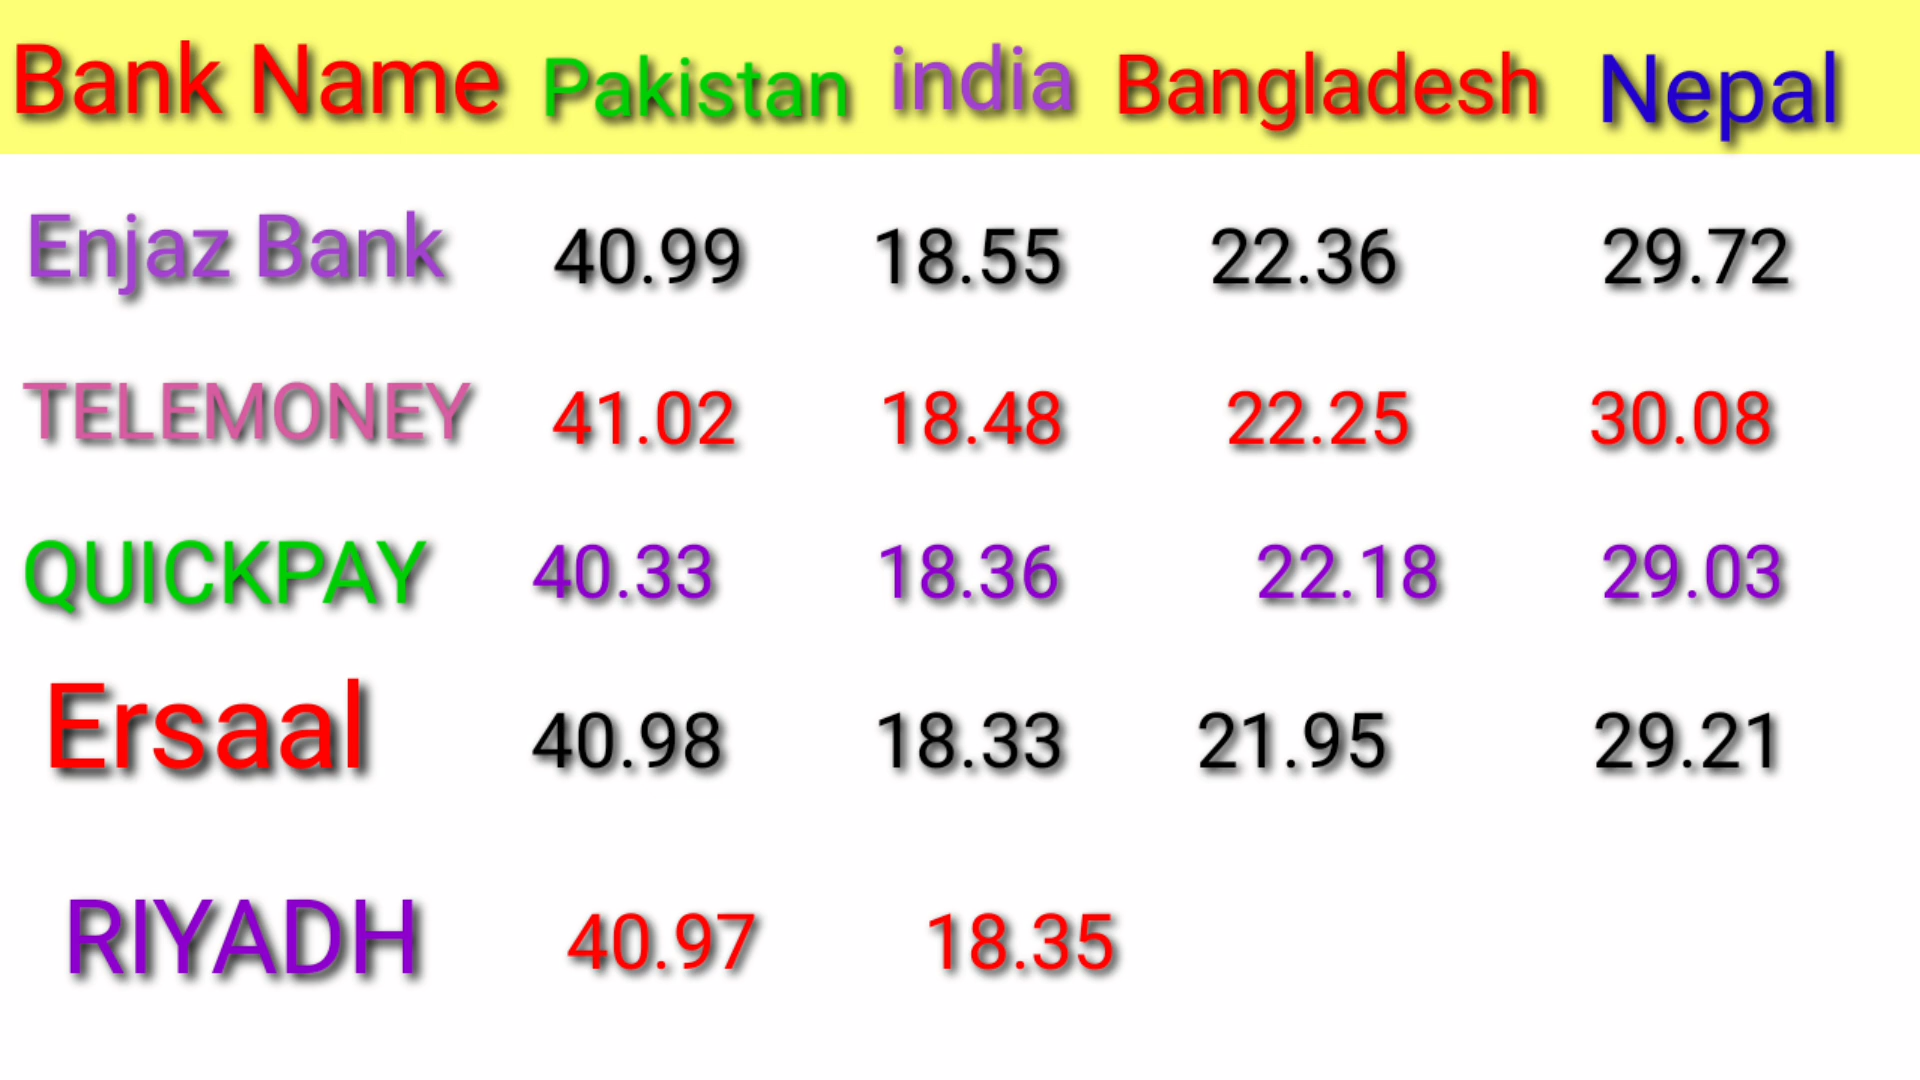 Bank Name Pakistan india Bangladesh Nepal
Enjaz Bank 40.99 18.55 22.36 29.72
TELEMONEY 41.02 18.48 22.25 30.08
QUICKPAY 40.33 18.36 22.18 29.03
Ersaal 40.98 18.33 21.95 29.21
RIYADH 40.97 18.35